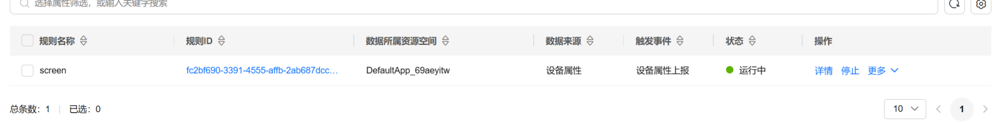 选择属性筛选，或输入关键字搜索
规则名称 规则ID 数据所属资源空间 数据来源 触发事件 状态 操作
screen fc2bf690-3391-4555-affb-2ab687dcc... DefaultApp_69aeyitw 设备属性 设备属性上报 运行中 详情 停止 更多
总条数：1 已选：0 10 1